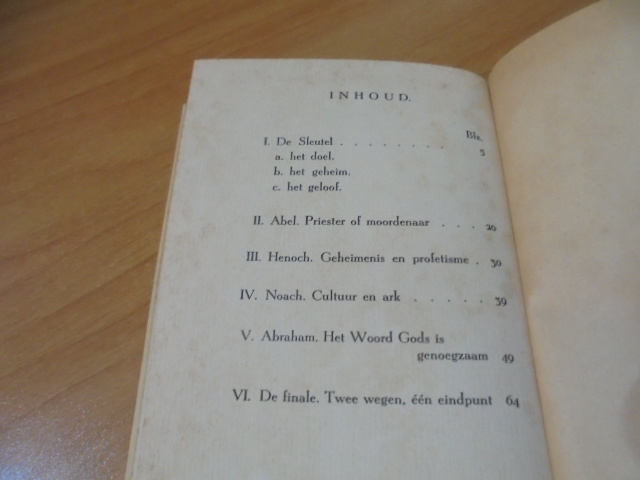 INHOUD.
Blz.
I. De Sleutel . . . . . . . . 5
a. het doel.
b. het geheim.
c. het geloof.
II. Abel. Priester of moordenaar . . . 20
III. Henoch. Geheimenis en profetisme . 30
IV. Noach. Cultuur en ark . . . . . 39
V. Abraham. Het Woord Gods is
genoegzaam 49
VI. De finale. Twee wegen, één eindpunt 64